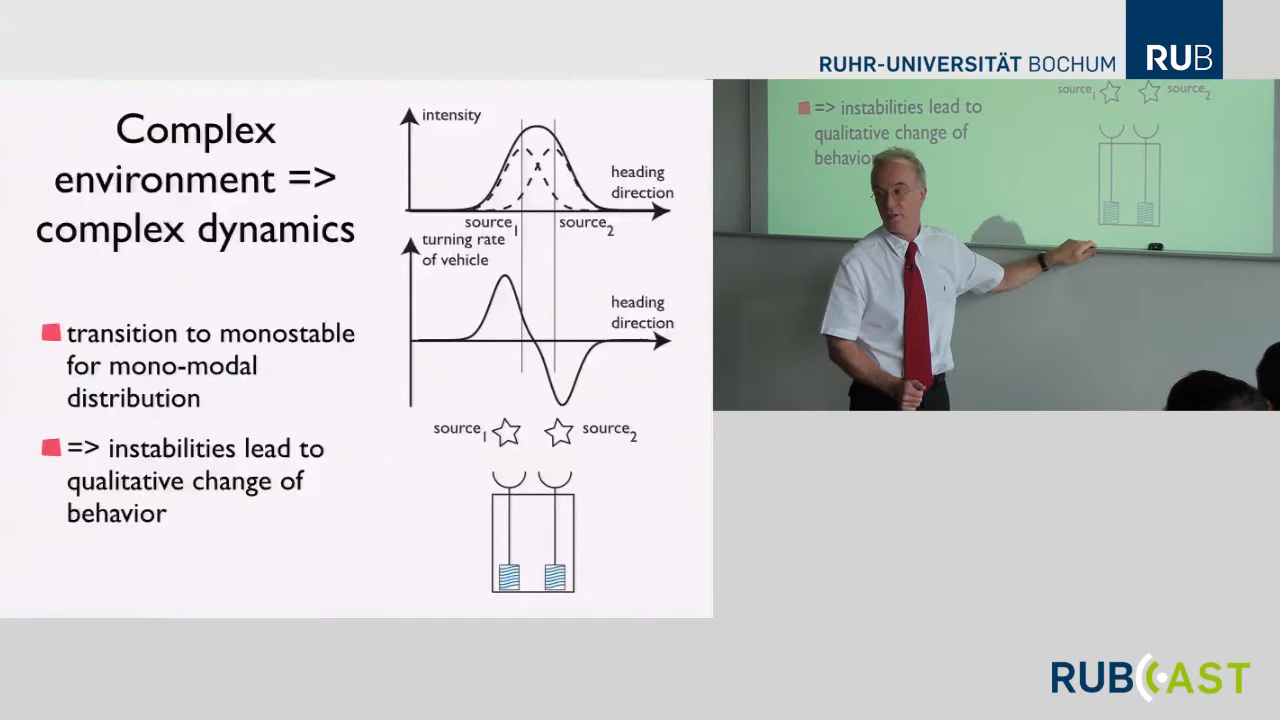 RUHR-UNIVERSITÄT BOCHUM
RUB
Complex
environment =>
complex dynamics
transition to monostable
for mono-modal
distribution
=> instabilities lead to
qualitative change of
behavior
intensity
heading
direction
source1
source2
turning rate
of vehicle
heading
direction
source1
source2
=> instabilities lead to
qualitative change of
behavior
source1
source2
RUBCAST